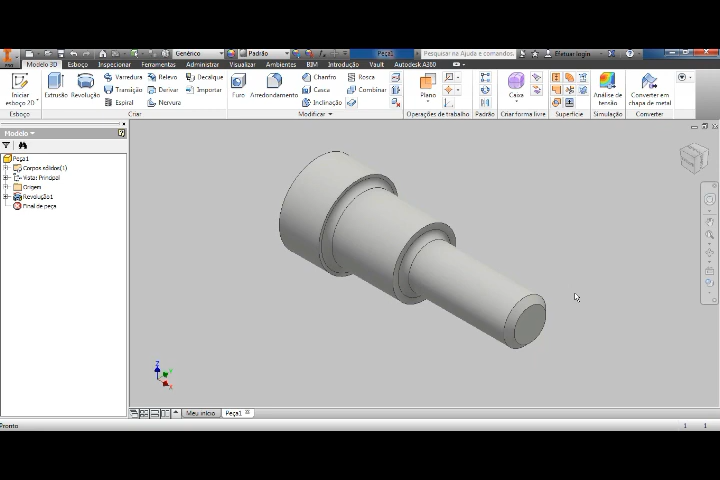 Genérico Padrão Peça1 Pesquisar na Ajuda e comandos.
Modelo 3D Esboço Inspecionar Ferramentas Administrar Visualizar Ambientes BIM Introdução Vault Autodesk A360
Iniciar esboço 2D Extrusão Revolução Varredura Relevo Decalque Furo Arredondamento Chanfro Rosca Plano Caixa Análise de tensão Converter em chapa de metal
Transição Derivar Importar Casca Combinar
Espiral Nervura Inclinação
Esboço Criar Modificar Operações de trabalho Padrão Criar forma livre Superfície Simulação Converter
Modelo
Peça1
Corpos sólidos(1)
Vista: Principal
Origem
Revolução1
Final de peça
Z
Y
X
Meu início Peça1
Pronto 1 1